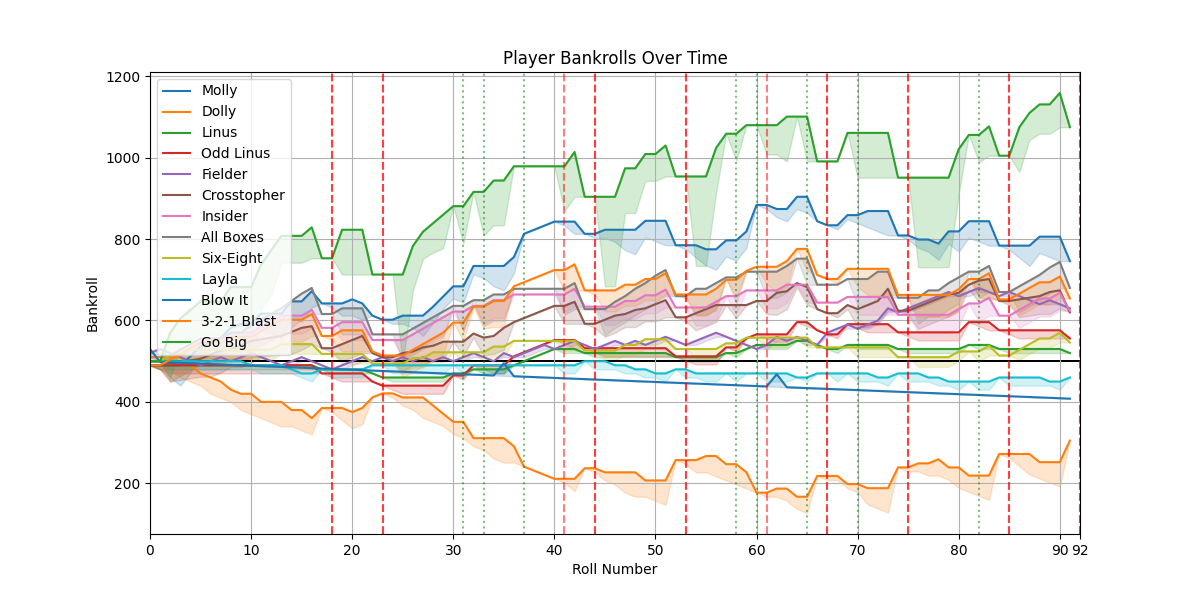 Player Bankrolls Over Time
1200
1000
800
600
400
200
Bankroll
Molly
Dolly
Linus
Odd Linus
Fielder
Crosstopher
Insider
All Boxes
Six-Eight
Layla
Blow It
3-2-1 Blast
Go Big
0 10 20 30 40 50 60 70 80 90 92
Roll Number